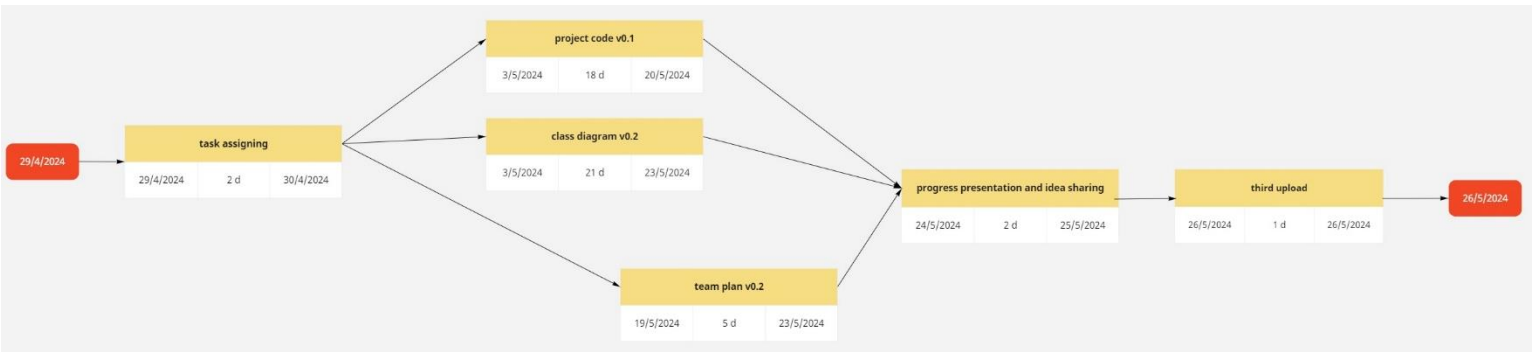 29/4/2024
task assigning
29/4/2024 2 d 30/4/2024
project code v0.1
3/5/2024 18 d 20/5/2024
class diagram v0.2
3/5/2024 21 d 23/5/2024
team plan v0.2
19/5/2024 5 d 23/5/2024
progress presentation and idea sharing
24/5/2024 2 d 25/5/2024
third upload
26/5/2024 1 d 26/5/2024
26/5/2024